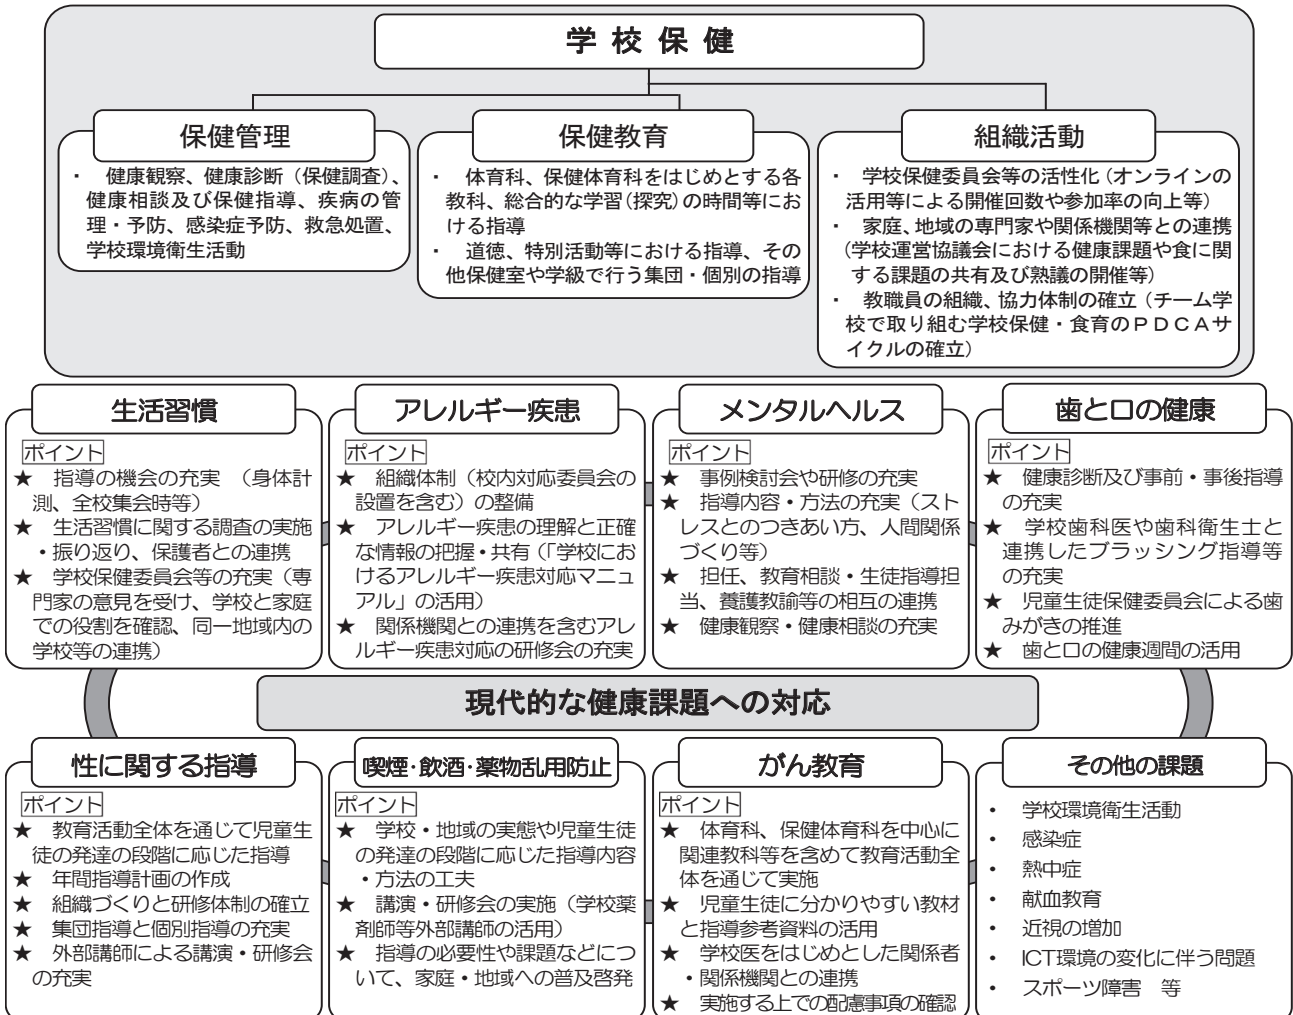 学校保健
保健管理
・　健康観察、健康診断（保健調査）、
健康相談及び保健指導、疾病の管
理・予防、感染症予防、救急処置、
学校環境衛生活動
保健教育
・　体育科、保健体育科をはじめとする各
教科、総合的な学習（探究）の時間等にお
ける指導
・　道徳、特別活動等における指導、その
他保健室や学級で行う集団・個別の指導
組織活動
・　学校保健委員会等の活性化（オンラインの
活用等による開催回数や参加率の向上等）
・　家庭、地域の専門家や関係機関等との連携
（学校運営協議会における健康課題や食に関
する課題の共有及び熟議の開催等）
・　教職員の組織、協力体制の確立（チーム学
校で取り組む学校保健・食育のＰＤＣＡサ
イクルの確立）
生活習慣
ポイント
★　指導の機会の充実　（身体計
測、全校集会時等）
★　生活習慣に関する調査の実施
・振り返り、保護者との連携
★　学校保健委員会等の充実（専
門家の意見を受け、学校と家庭
での役割を確認、同一地域内の
学校等の連携）
アレルギー疾患
ポイント
★　組織体制（校内対応委員会の
設置を含む）の整備
★　アレルギー疾患の理解と正確
な情報の把握・共有（「学校にお
けるアレルギー疾患対応マニュ
アル」の活用）
★　関係機関との連携を含むアレ
ルギー疾患対応の研修会の充実
メンタルヘルス
ポイント
★　事例検討会や研修の充実
★　指導内容・方法の充実（スト
レスとのつきあい方、人間関係
づくり等）
★　担任、教育相談・生徒指導担
当、養護教諭等の相互の連携
★　健康観察・健康相談の充実
歯と口の健康
ポイント
★　健康診断及び事前・事後指導
の充実
★　学校歯科医や歯科衛生士と
連携したブラッシング指導等
の充実
★　児童生徒保健委員会による歯
みがきの推進
★　歯と口の健康週間の活用
現代的な健康課題への対応
性に関する指導
ポイント
★　教育活動全体を通じて児童生
徒の発達の段階に応じた指導
★　年間指導計画の作成
★　組織づくりと研修体制の確立
★　集団指導と個別指導の充実
★　外部講師による講演・研修会
の充実
喫煙・飲酒・薬物乱用防止
ポイント
★　学校・地域の実態や児童生徒
の発達の段階に応じた指導内容
・方法の工夫
★　講演・研修会の実施（学校薬
剤師等外部講師の活用）
★　指導の必要性や課題などにつ
いて、家庭・地域への普及啓発
がん教育
ポイント
★　体育科、保健体育科を中心に
関連教科等を含めて教育活動全
体を通じて実施
★　児童生徒に分かりやすい教材
と指導参考資料の活用
★　学校医をはじめとした関係者
・関係機関との連携
★　実施する上での配慮事項の確認
その他の課題
・　学校環境衛生活動
・　感染症
・　熱中症
・　献血教育
・　近視の増加
・　ICT環境の変化に伴う問題
・　スポーツ障害　等